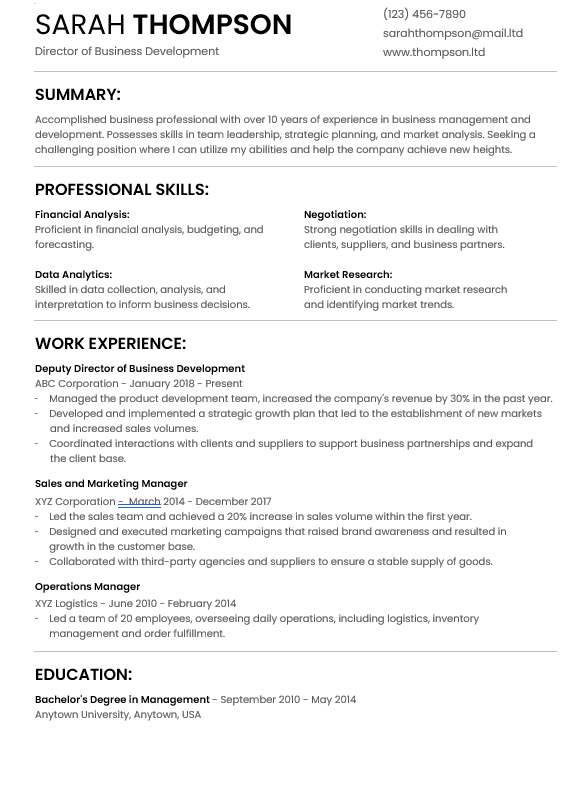 SARAH THOMPSON
Director of Business Development
(123) 456-7890
sarahthompson@mail.ltd
www.thompson.ltd
SUMMARY:
Accomplished business professional with over 10 years of experience in business management and
development. Possesses skills in team leadership, strategic planning, and market analysis. Seeking a
challenging position where I can utilize my abilities and help the company achieve new heights.
PROFESSIONAL SKILLS:
Financial Analysis:
Proficient in financial analysis, budgeting, and
forecasting.
Negotiation:
Strong negotiation skills in dealing with
clients, suppliers, and business partners.
Data Analytics:
Skilled in data collection, analysis, and
interpretation to inform business decisions.
Market Research:
Proficient in conducting market research
and identifying market trends.
WORK EXPERIENCE:
Deputy Director of Business Development
ABC Corporation - January 2018 - Present
- Managed the product development team, increased the company's revenue by 30% in the past year.
- Developed and implemented a strategic growth plan that led to the establishment of new markets
and increased sales volumes.
- Coordinated interactions with clients and suppliers to support business partnerships and expand
the client base.
Sales and Marketing Manager
XYZ Corporation - March 2014 - December 2017
- Led the sales team and achieved a 20% increase in sales volume within the first year.
- Designed and executed marketing campaigns that raised brand awareness and resulted in
growth in the customer base.
- Collaborated with third-party agencies and suppliers to ensure a stable supply of goods.
Operations Manager
XYZ Logistics - June 2010 - February 2014
- Led a team of 20 employees, overseeing daily operations, including logistics, inventory
management and order fulfillment.
EDUCATION:
Bachelor's Degree in Management - September 2010 - May 2014
Anytown University, Anytown, USA